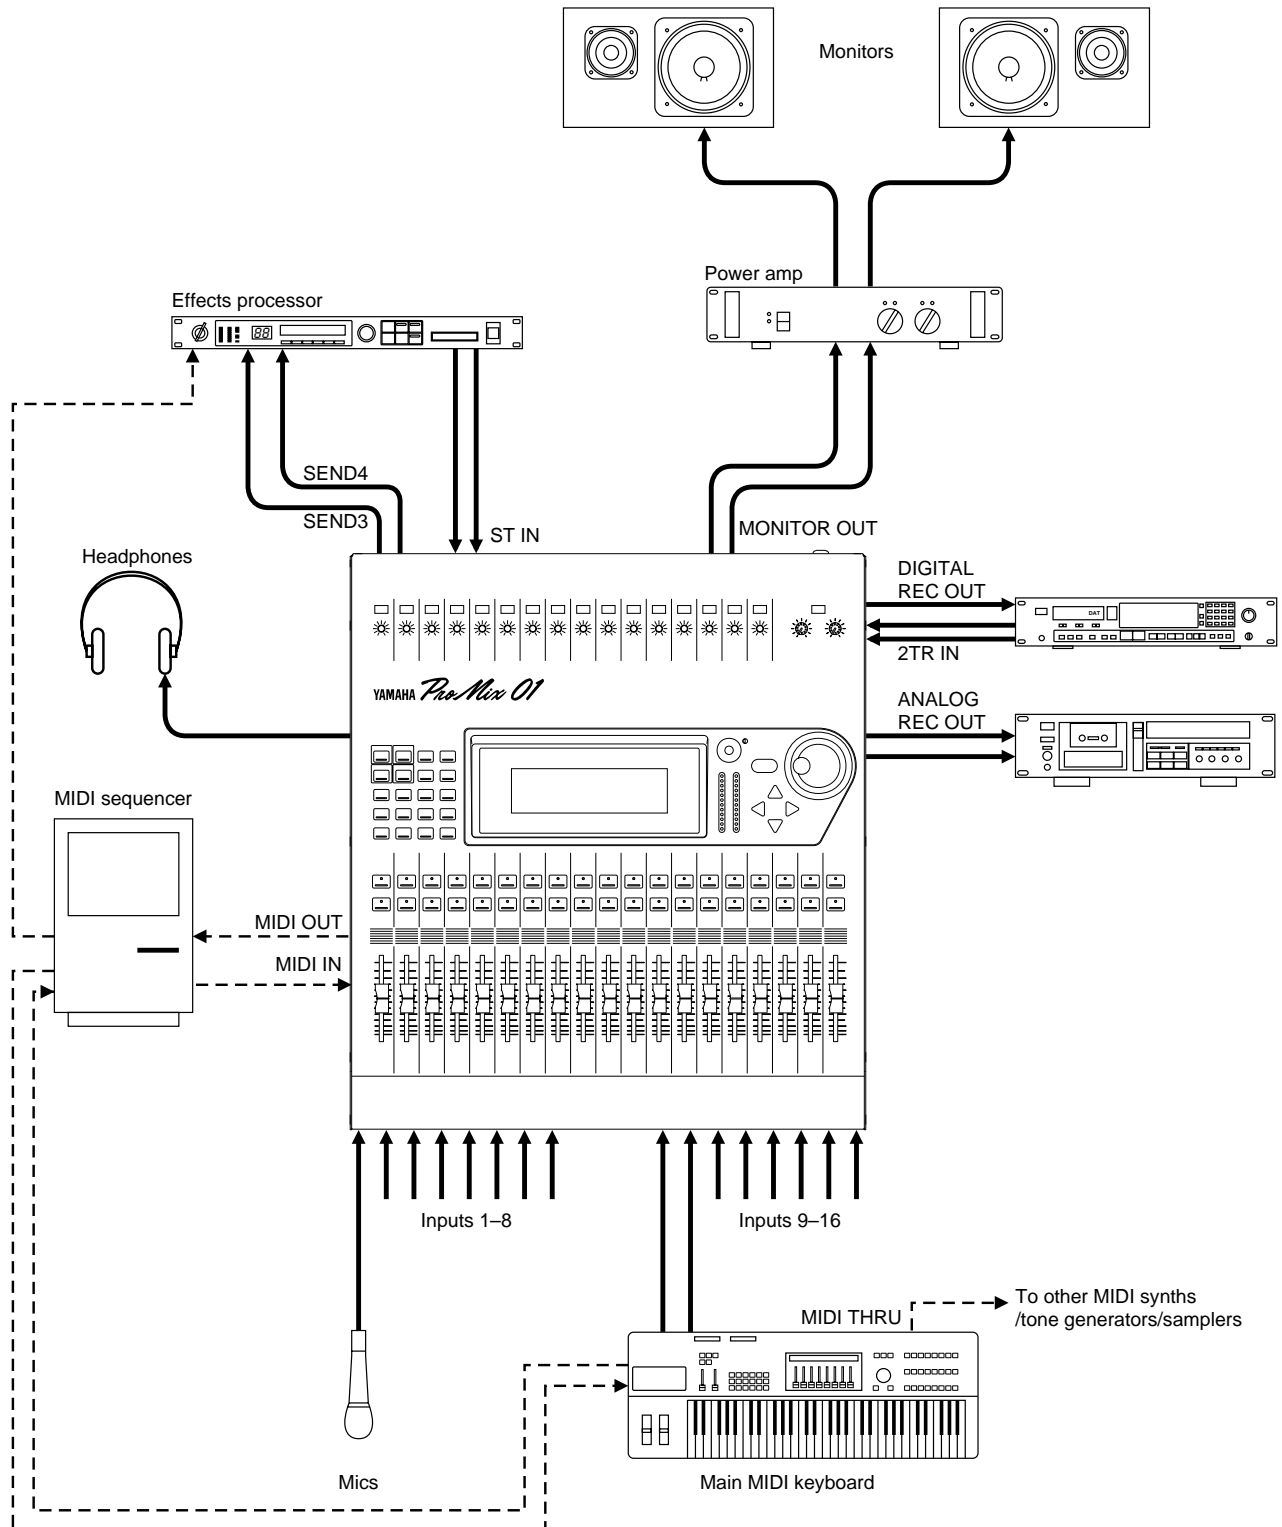 Monitors
Power amp
Effects processor
88
SEND4
SEND3
ST IN
MONITOR OUT
Headphones
DIGITAL
REC OUT
DAT
2TR IN
YAMAHA ProMix 01
ANALOG
REC OUT
MIDI sequencer
MIDI OUT
MIDI IN
Inputs 1–8
Inputs 9–16
To other MIDI synths
/tone generators/samplers
MIDI THRU
Mics
Main MIDI keyboard